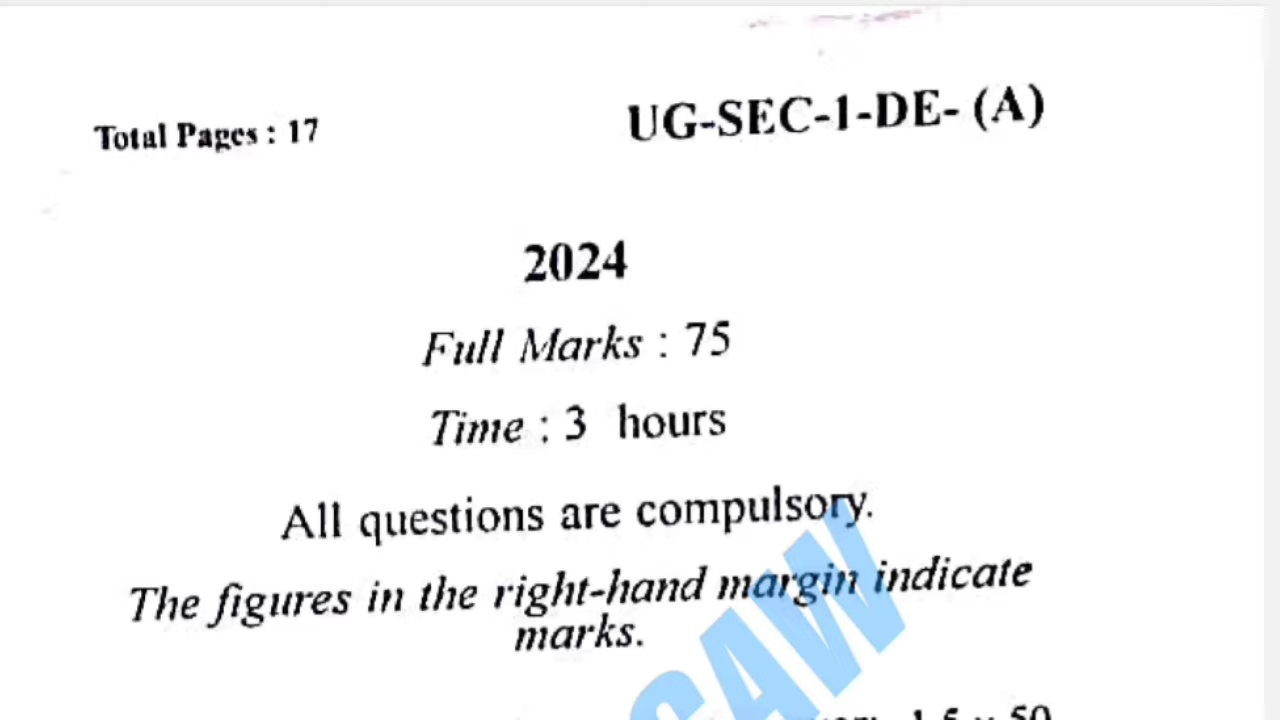 Total Pages : 17
UG-SEC-1-DE- (A)
2024
Full Marks : 75
Time : 3 hours
All questions are compulsory.
The figures in the right-hand margin indicate
marks.